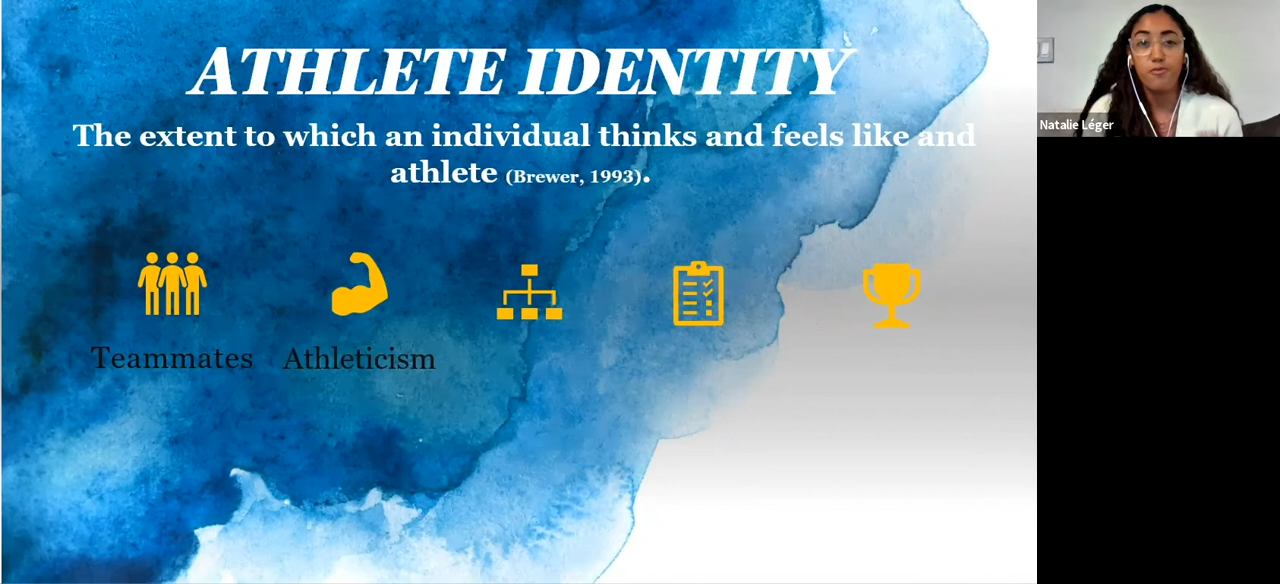 ATHLETE IDENTITY
The extent to which an individual thinks and feels like and
athlete (Brewer, 1993).
Teammates Athleticism
Natalie Léger